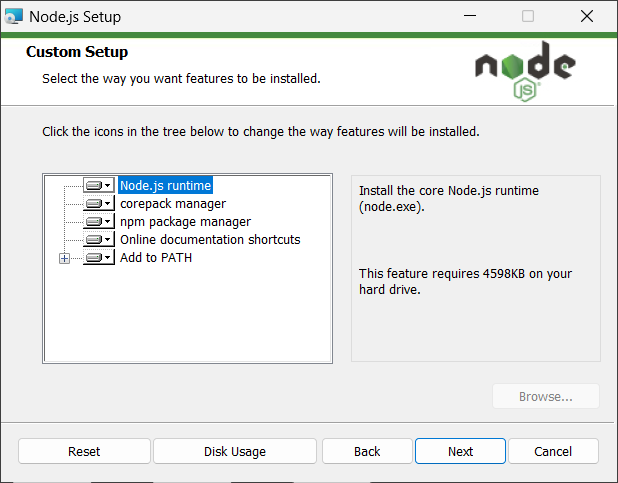 Node.js Setup
Custom Setup
Select the way you want features to be installed.
node
JS
Click the icons in the tree below to change the way features will be installed.
Node.js runtime
corepack manager
npm package manager
Online documentation shortcuts
Add to PATH
Install the core Node.js runtime
(node.exe).
This feature requires 4598KB on your
hard drive.
Browse...
Reset
Disk Usage
Back
Next
Cancel